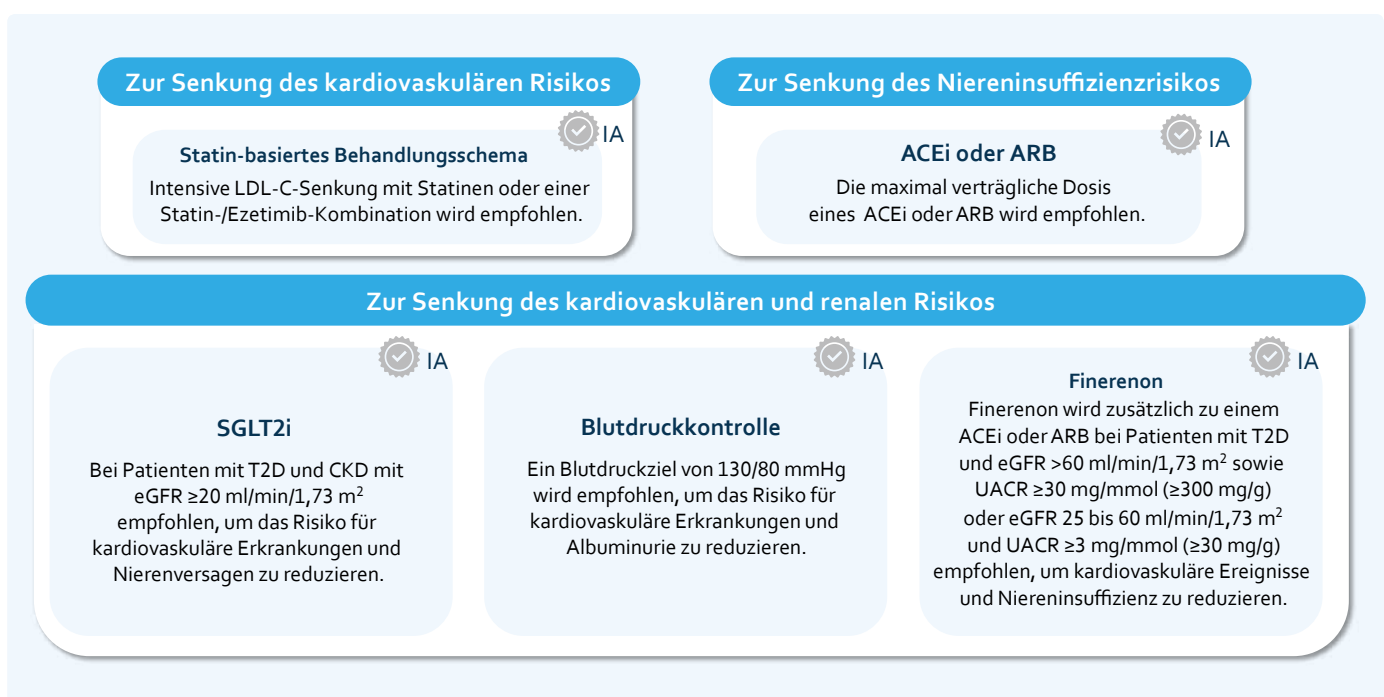 Zur Senkung des kardiovaskulären Risikos
IA
Statin-basiertes Behandlungsschema
Intensive LDL-C-Senkung mit Statinen oder einer
Statin-/Ezetimib-Kombination wird empfohlen.
Zur Senkung des Niereninsuffizienzrisikos
IA
ACEi oder ARB
Die maximal verträgliche Dosis
eines ACEi oder ARB wird empfohlen.
Zur Senkung des kardiovaskulären und renalen Risikos
IA
SGLT2i
Bei Patienten mit T2D und CKD mit
eGFR ≥20 ml/min/1,73 m²
empfohlen, um das Risiko für
kardiovaskuläre Erkrankungen und
Nierenversagen zu reduzieren.
IA
Blutdruckkontrolle
Ein Blutdruckziel von 130/80 mmHg
wird empfohlen, um das Risiko für
kardiovaskuläre Erkrankungen und
Albuminurie zu reduzieren.
IA
Finerenon
Finerenon wird zusätzlich zu einem
ACEi oder ARB bei Patienten mit T2D
und eGFR >60 ml/min/1,73 m² sowie
UACR ≥30 mg/mmol (≥300 mg/g)
oder eGFR 25 bis 60 ml/min/1,73 m²
und UACR ≥3 mg/mmol (≥30 mg/g)
empfohlen, um kardiovaskuläre Ereignisse
und Niereninsuffizienz zu reduzieren.